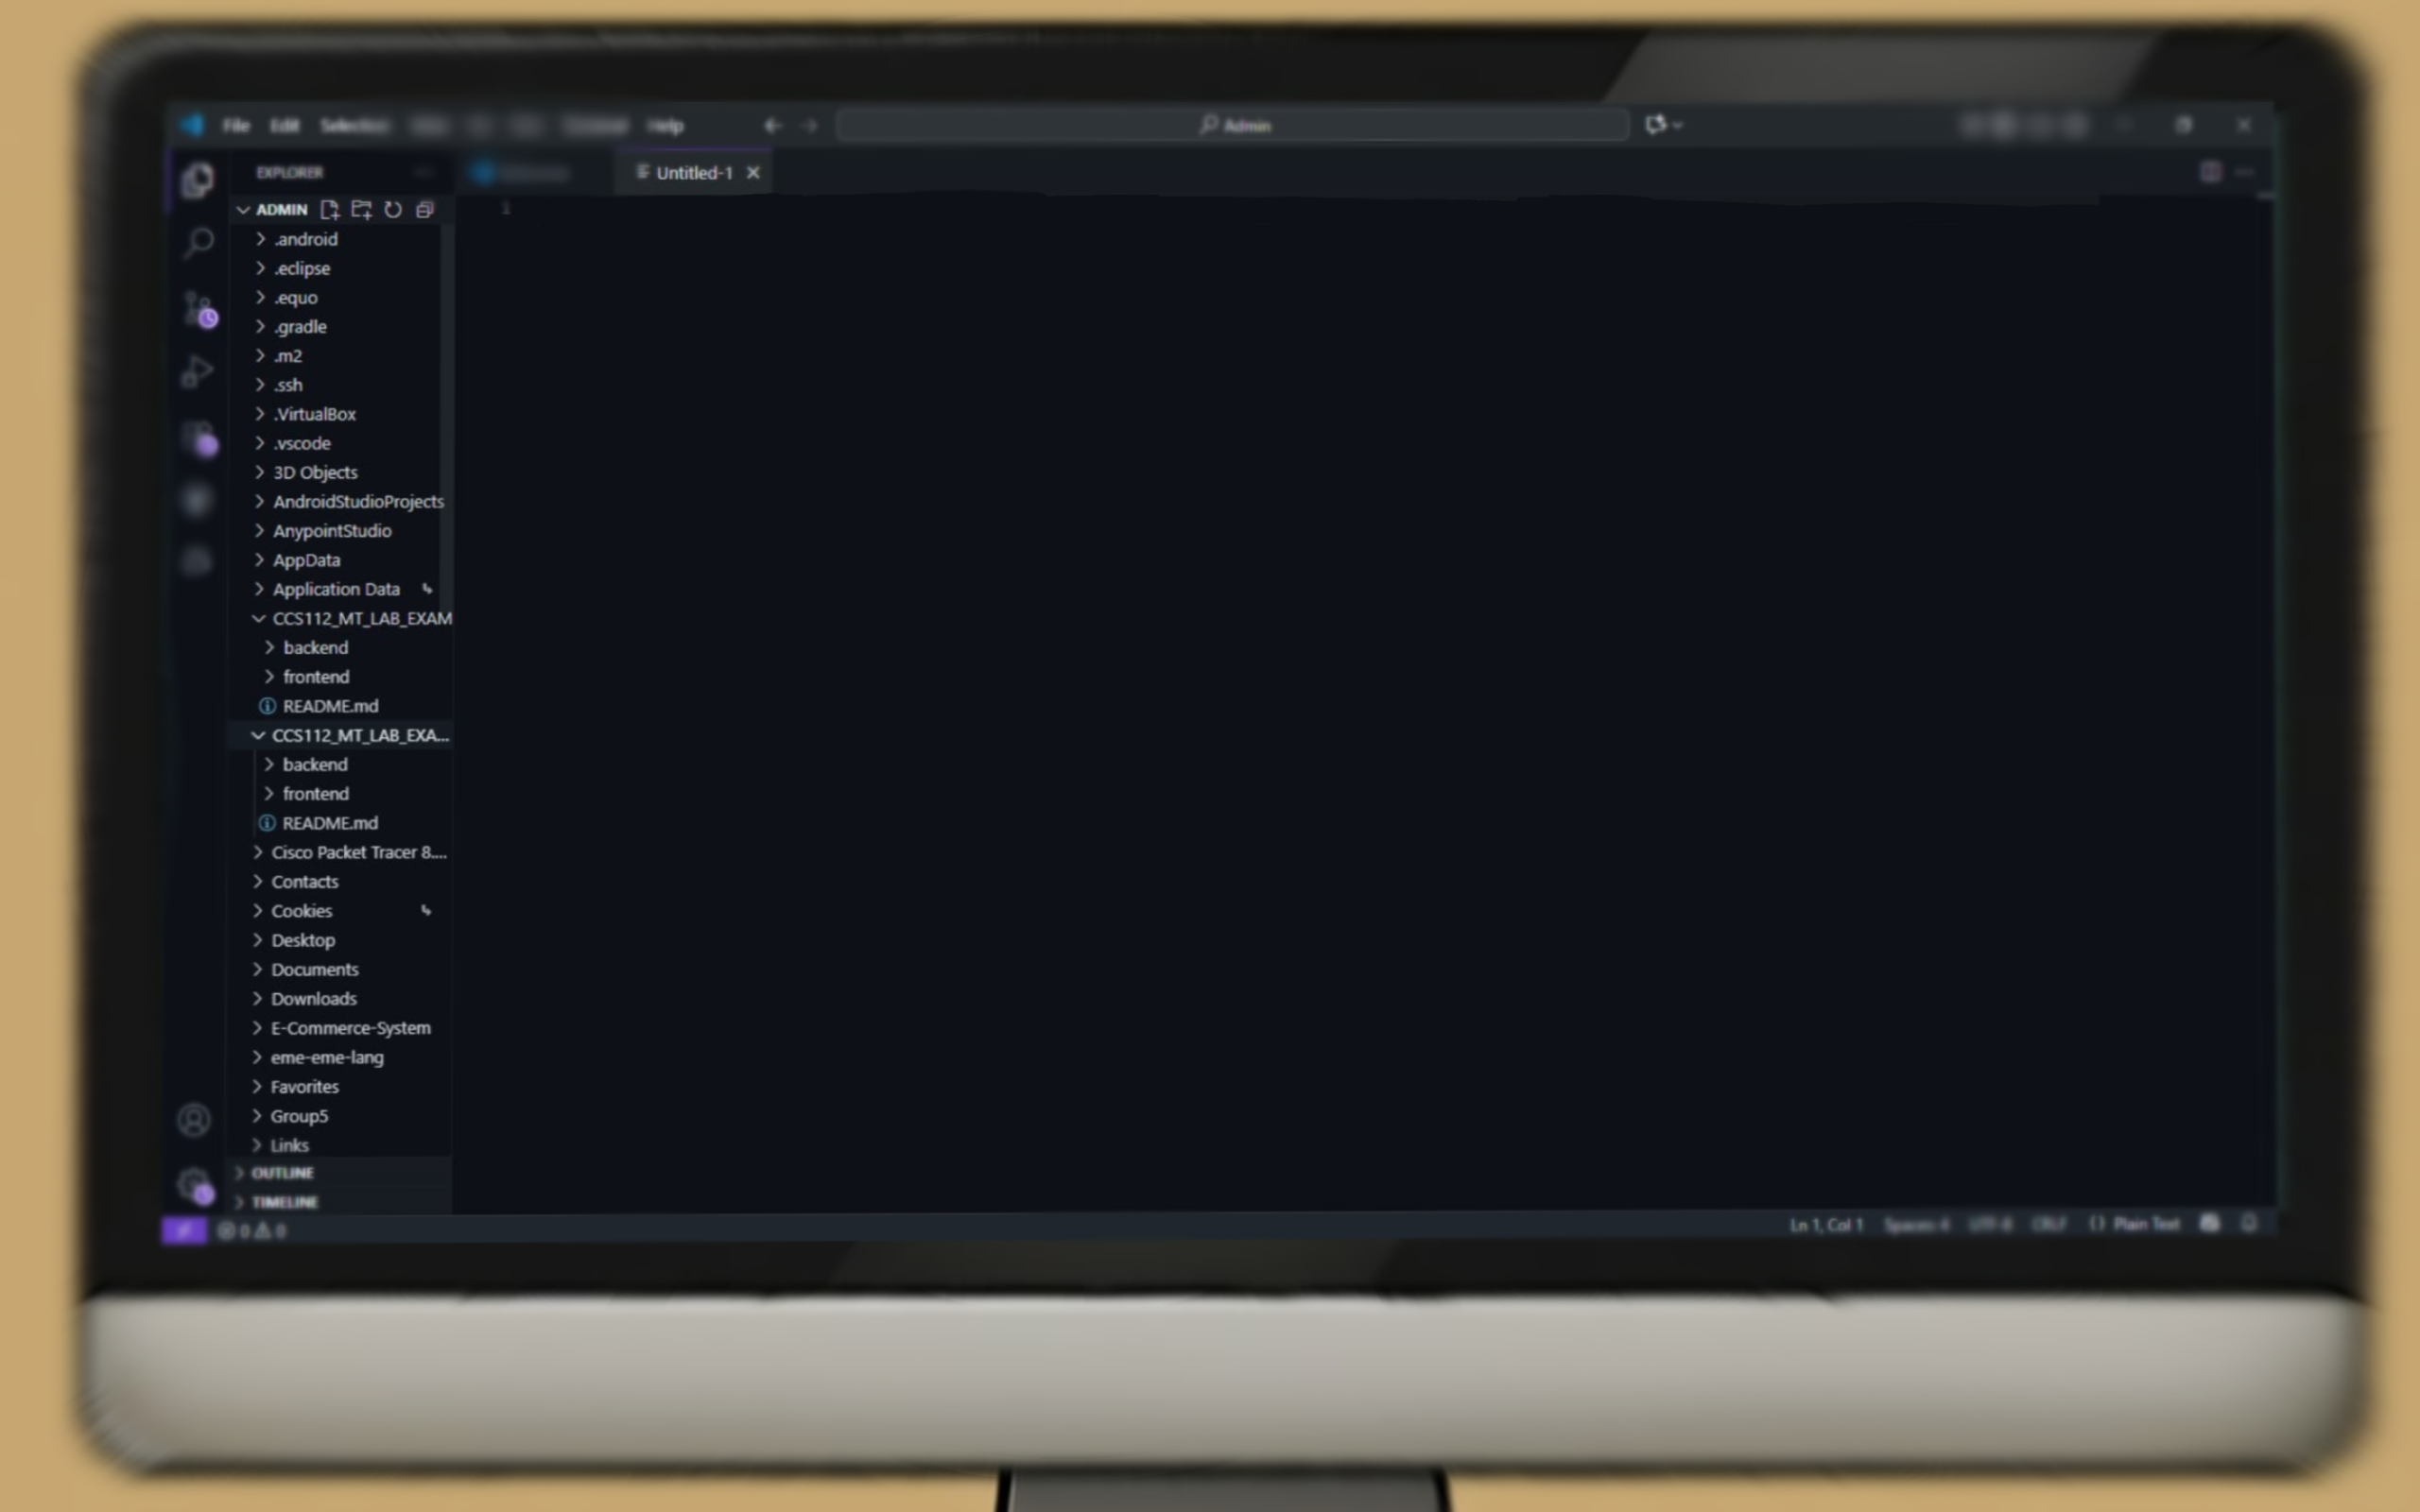 File Edit Selection Help Admin
EXPLORER
Untitled-1
ADMIN
1
.android
.eclipse
.equo
.gradle
.m2
.ssh
.VirtualBox
.vscode
3D Objects
AndroidStudioProjects
AnypointStudio
AppData
Application Data
CCS112_MT_LAB_EXAM
backend
frontend
README.md
CCS112_MT_LAB_EXA...
backend
frontend
README.md
Cisco Packet Tracer 8....
Contacts
Cookies
Desktop
Documents
Downloads
E-Commerce-System
eme-eme-lang
Favorites
Group5
Links
OUTLINE
TIMELINE
0 0 Ln 1, Col 1 Spaces: 4 UTF-8 CRLF {} Plain Text